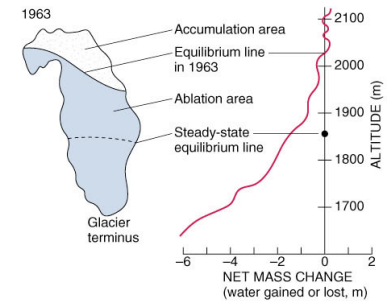 1963
Accumulation area
Equilibrium line
in 1963
Ablation area
Steady-state
equilibrium line
Glacier
terminus
2100
2000
1900
1800
1700
ALTITUDE (m)
–6 –4 –2 0 2
NET MASS CHANGE
(water gained or lost, m)